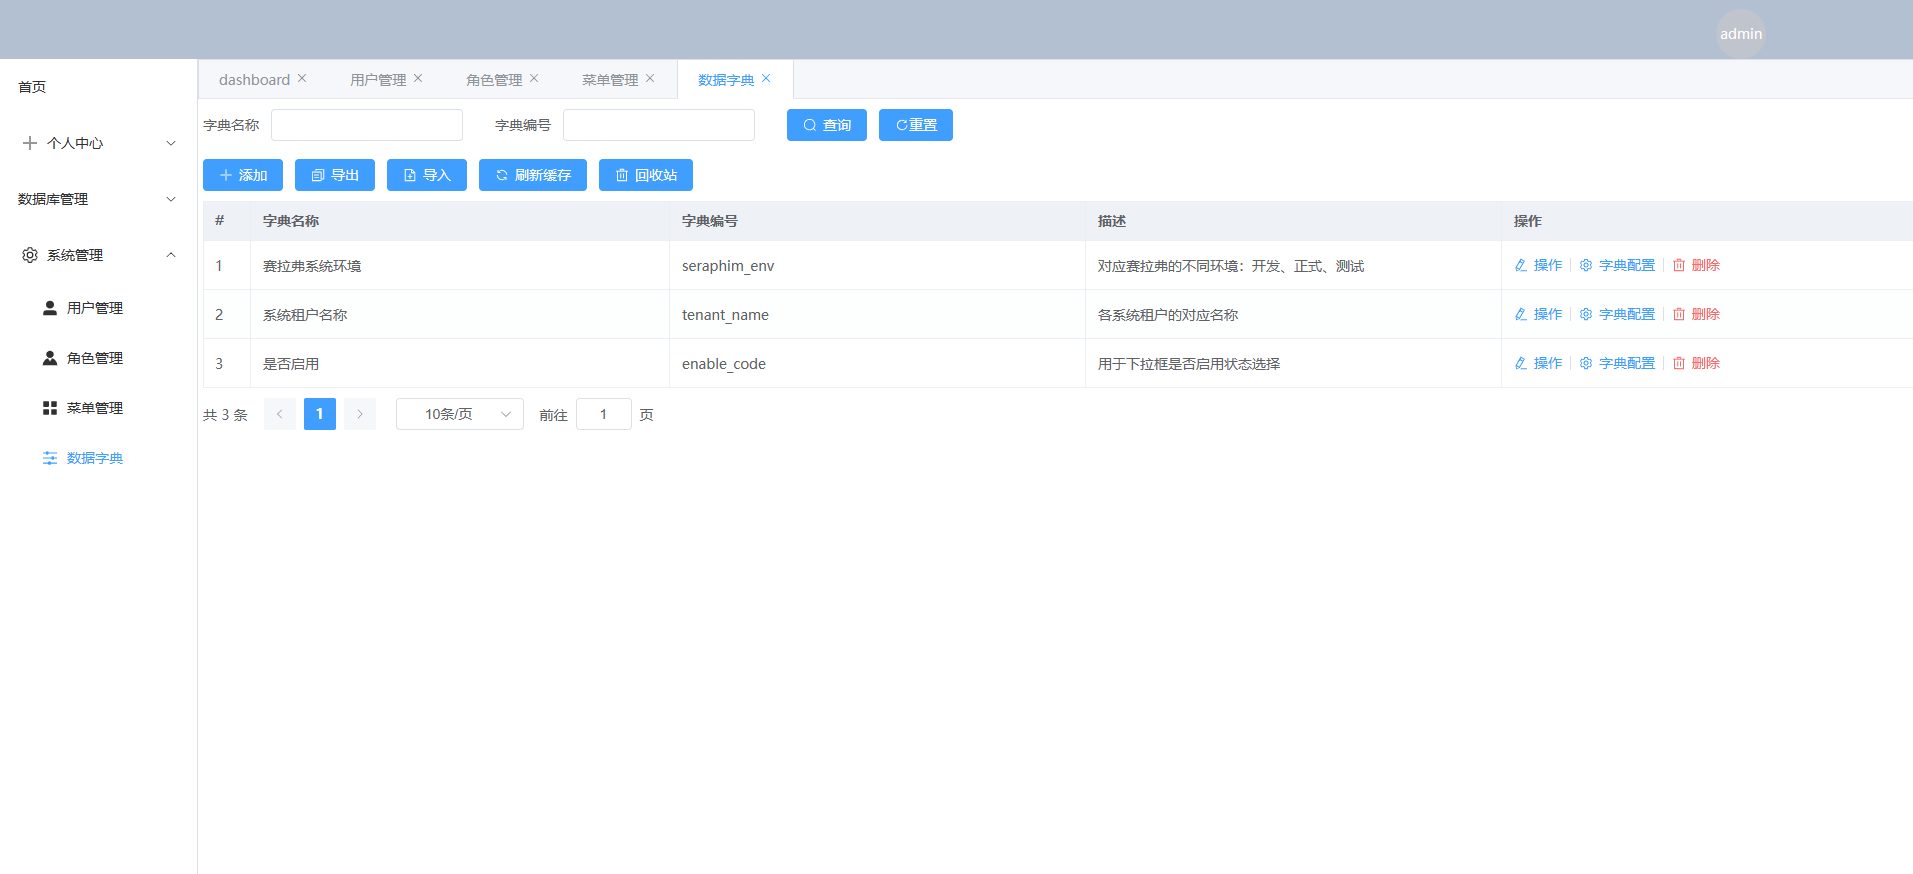 admin
首页
个人中心
数据库管理
系统管理
用户管理
角色管理
菜单管理
数据字典
dashboard 用户管理 角色管理 菜单管理 数据字典
字典名称 字典编号 查询 重置
添加 导出 导入 刷新缓存 回收站
# 字典名称 字典编号 描述 操作
1 赛拉弗系统环境 seraphim_env 对应赛拉弗的不同环境：开发、正式、测试 操作 字典配置 删除
2 系统租户名称 tenant_name 各系统租户的对应名称 操作 字典配置 删除
3 是否启用 enable_code 用于下拉框是否启用状态选择 操作 字典配置 删除
共 3 条 1 10条/页 前往 1 页